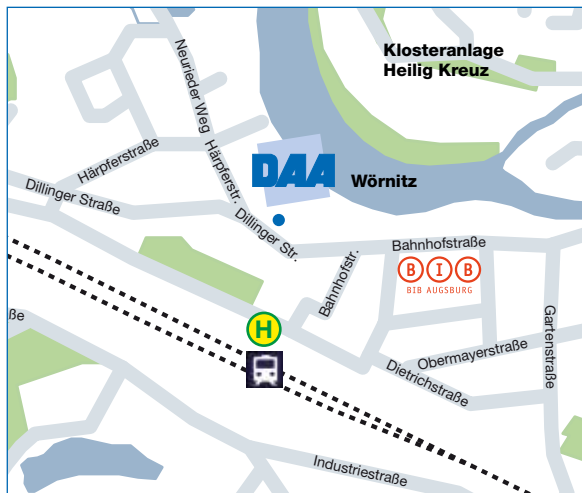 Klosteranlage
Heilig Kreuz
Neurieder Weg
Härpferstraße
Härpferstr.
DAA
Wörnitz
Dillinger Straße
Dillinger Str.
Bahnhofstraße
BIB
BIB AUGSBURG
Bahnhofstr.
ße
H
Gartenstraße
Obermayerstraße
Dietrichstraße
Industriestraße